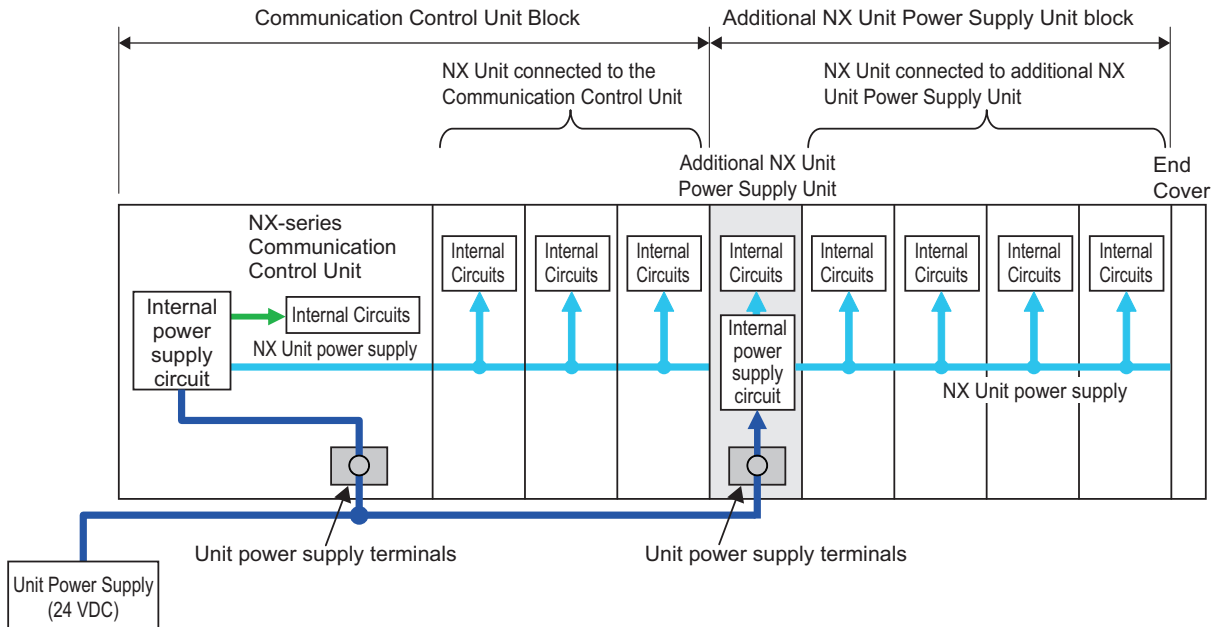 Communication Control Unit Block
Additional NX Unit Power Supply Unit block
NX Unit connected to the
Communication Control Unit
NX Unit connected to additional NX
Unit Power Supply Unit
Additional NX Unit
Power Supply Unit
End
Cover
NX-series
Communication
Control Unit
Internal
Circuits
Internal
Circuits
Internal
Circuits
Internal
Circuits
Internal
Circuits
Internal
Circuits
Internal
Circuits
Internal
Circuits
Internal
power
supply
circuit
Internal Circuits
NX Unit power supply
Internal
power
supply
circuit
NX Unit power supply
Unit power supply terminals
Unit power supply terminals
Unit Power Supply
(24 VDC)